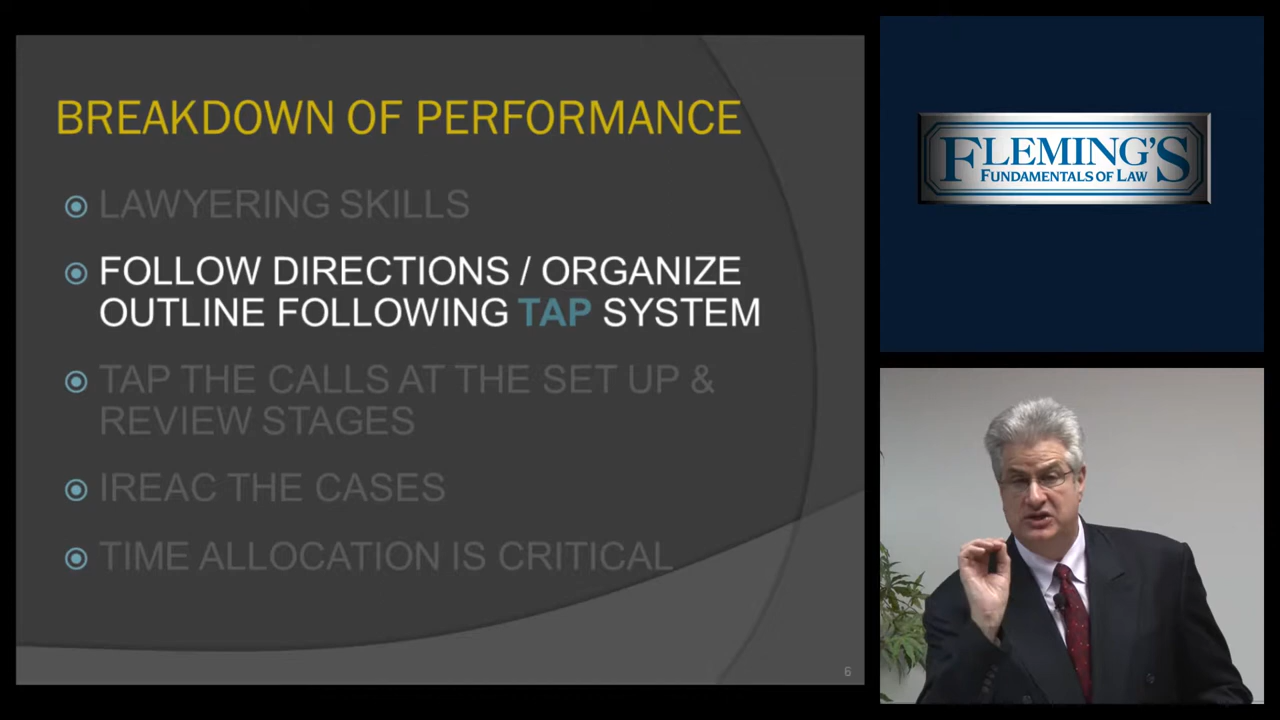 BREAKDOWN OF PERFORMANCE
LAWYERING SKILLS
FOLLOW DIRECTIONS / ORGANIZE
OUTLINE FOLLOWING TAP SYSTEM
TAP THE CALLS AT THE SET UP &
REVIEW STAGES
IREAC THE CASES
TIME ALLOCATION IS CRITICAL
6
FLEMING'S
FUNDAMENTALS OF LAW